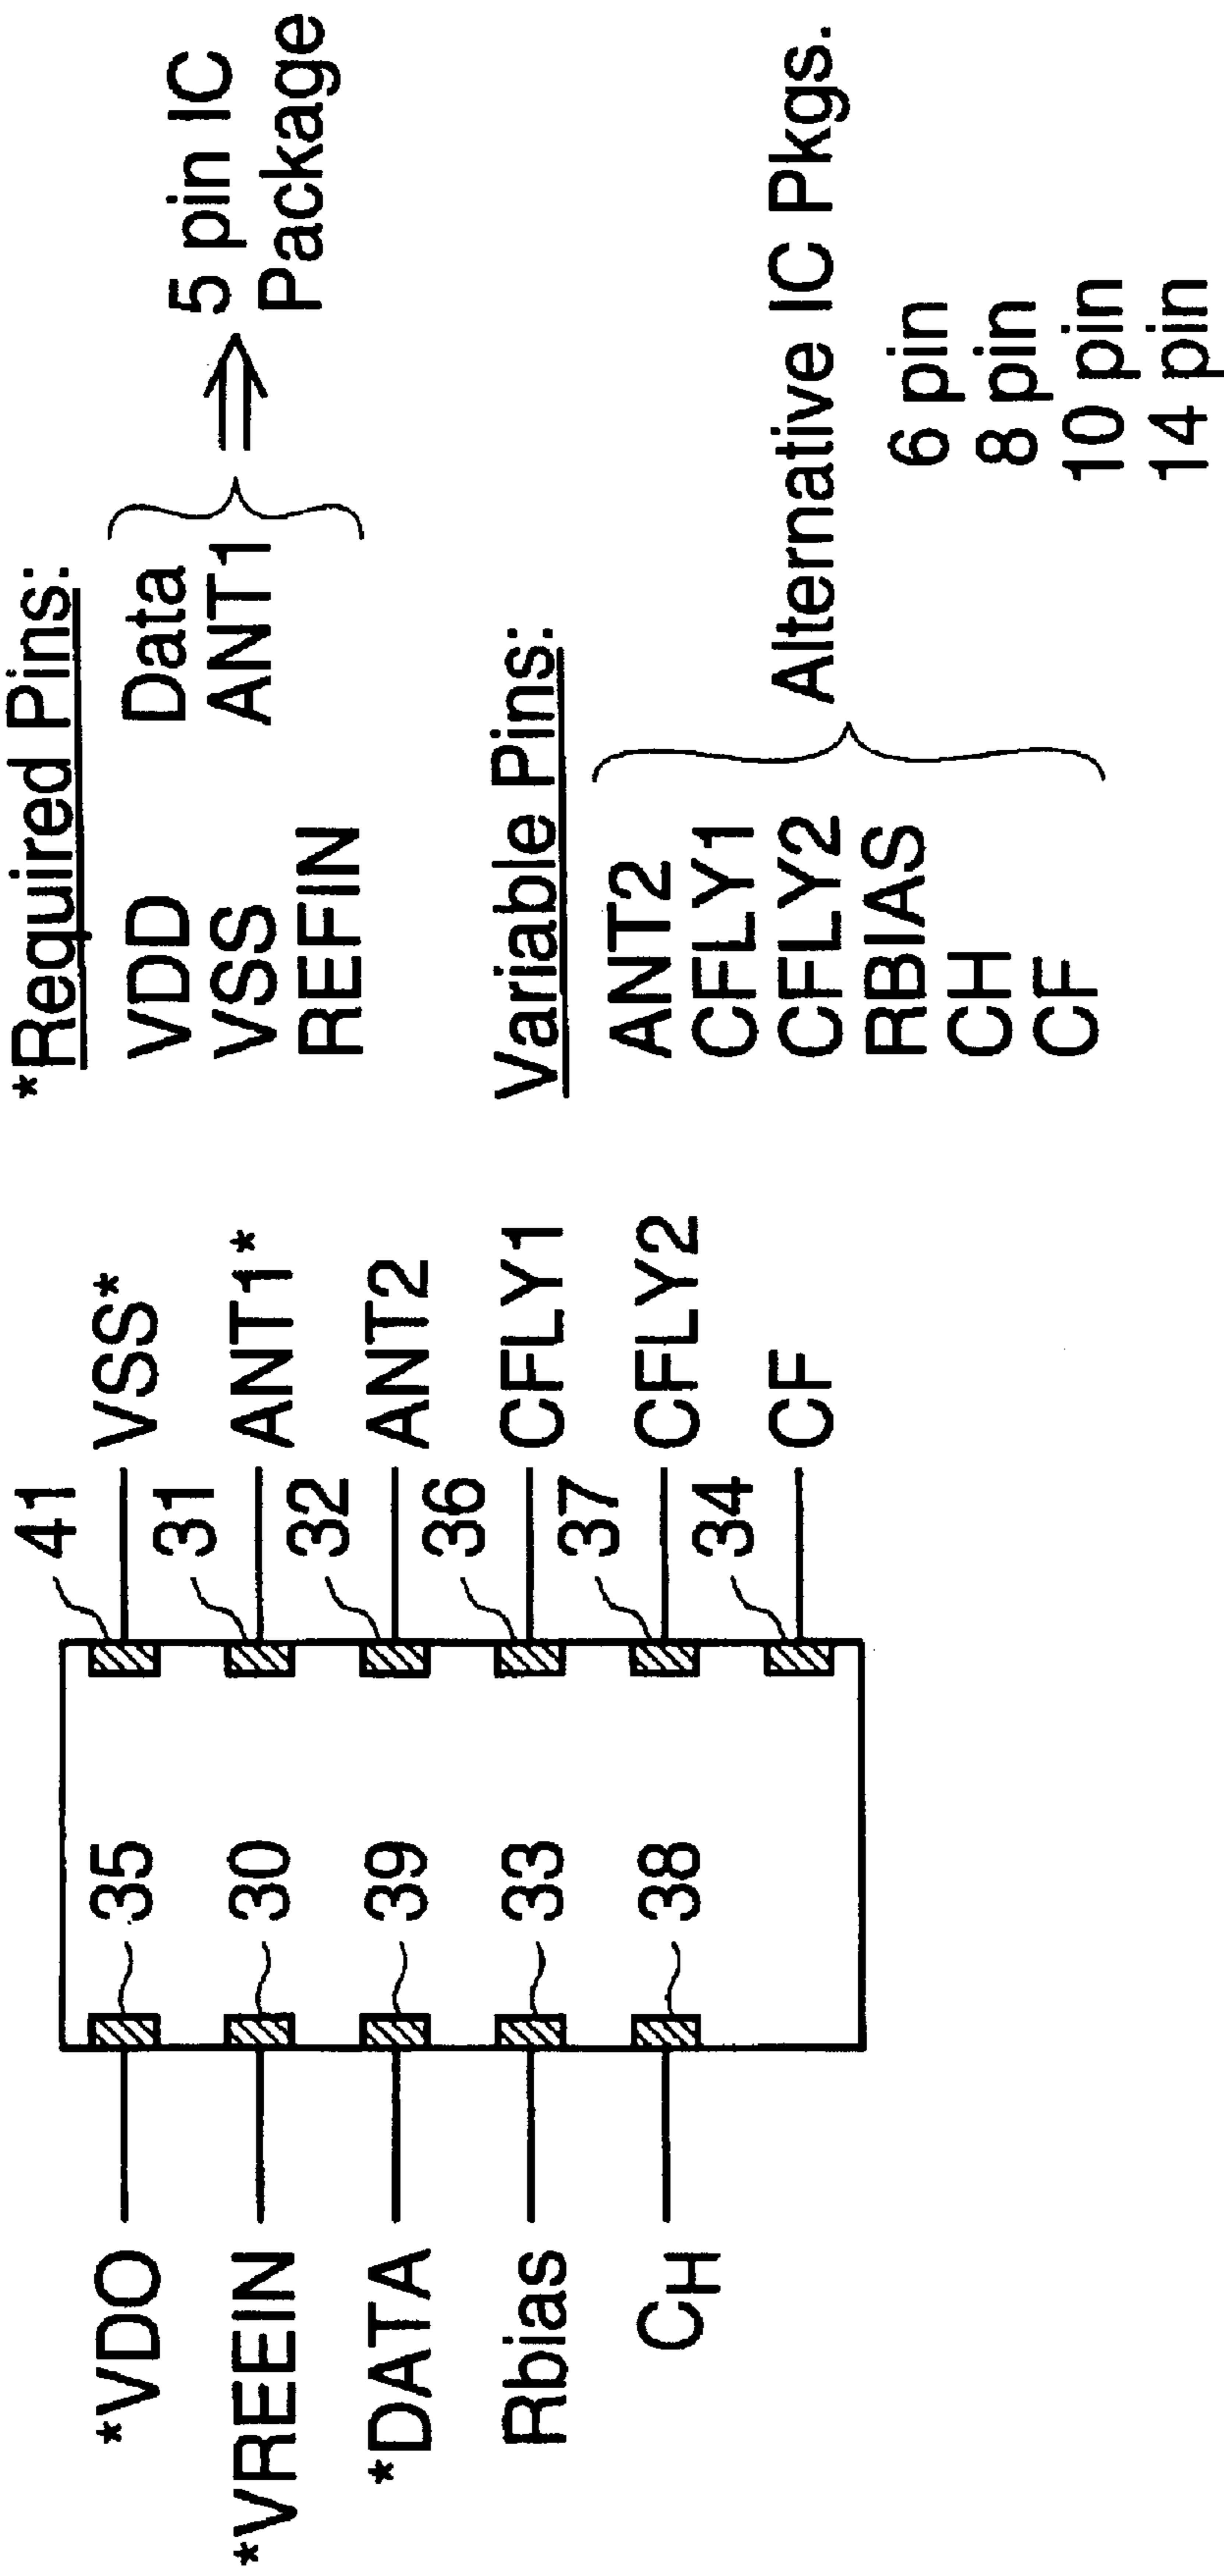 *VDO
35
41
VSS*
*VREEIN
30
31
ANT1*
*DATA
39
32
ANT2
Rbias
33
36
CFLY1
CH
38
37
CFLY2
34
CF
*Required Pins:
VDD Data
VSS ANT1
REFIN
5 pin IC
Package
Variable Pins:
ANT2
CFLY1
CFLY2
RBIAS
CH
CF
Alternative IC Pkgs.
6 pin
8 pin
10 pin
14 pin